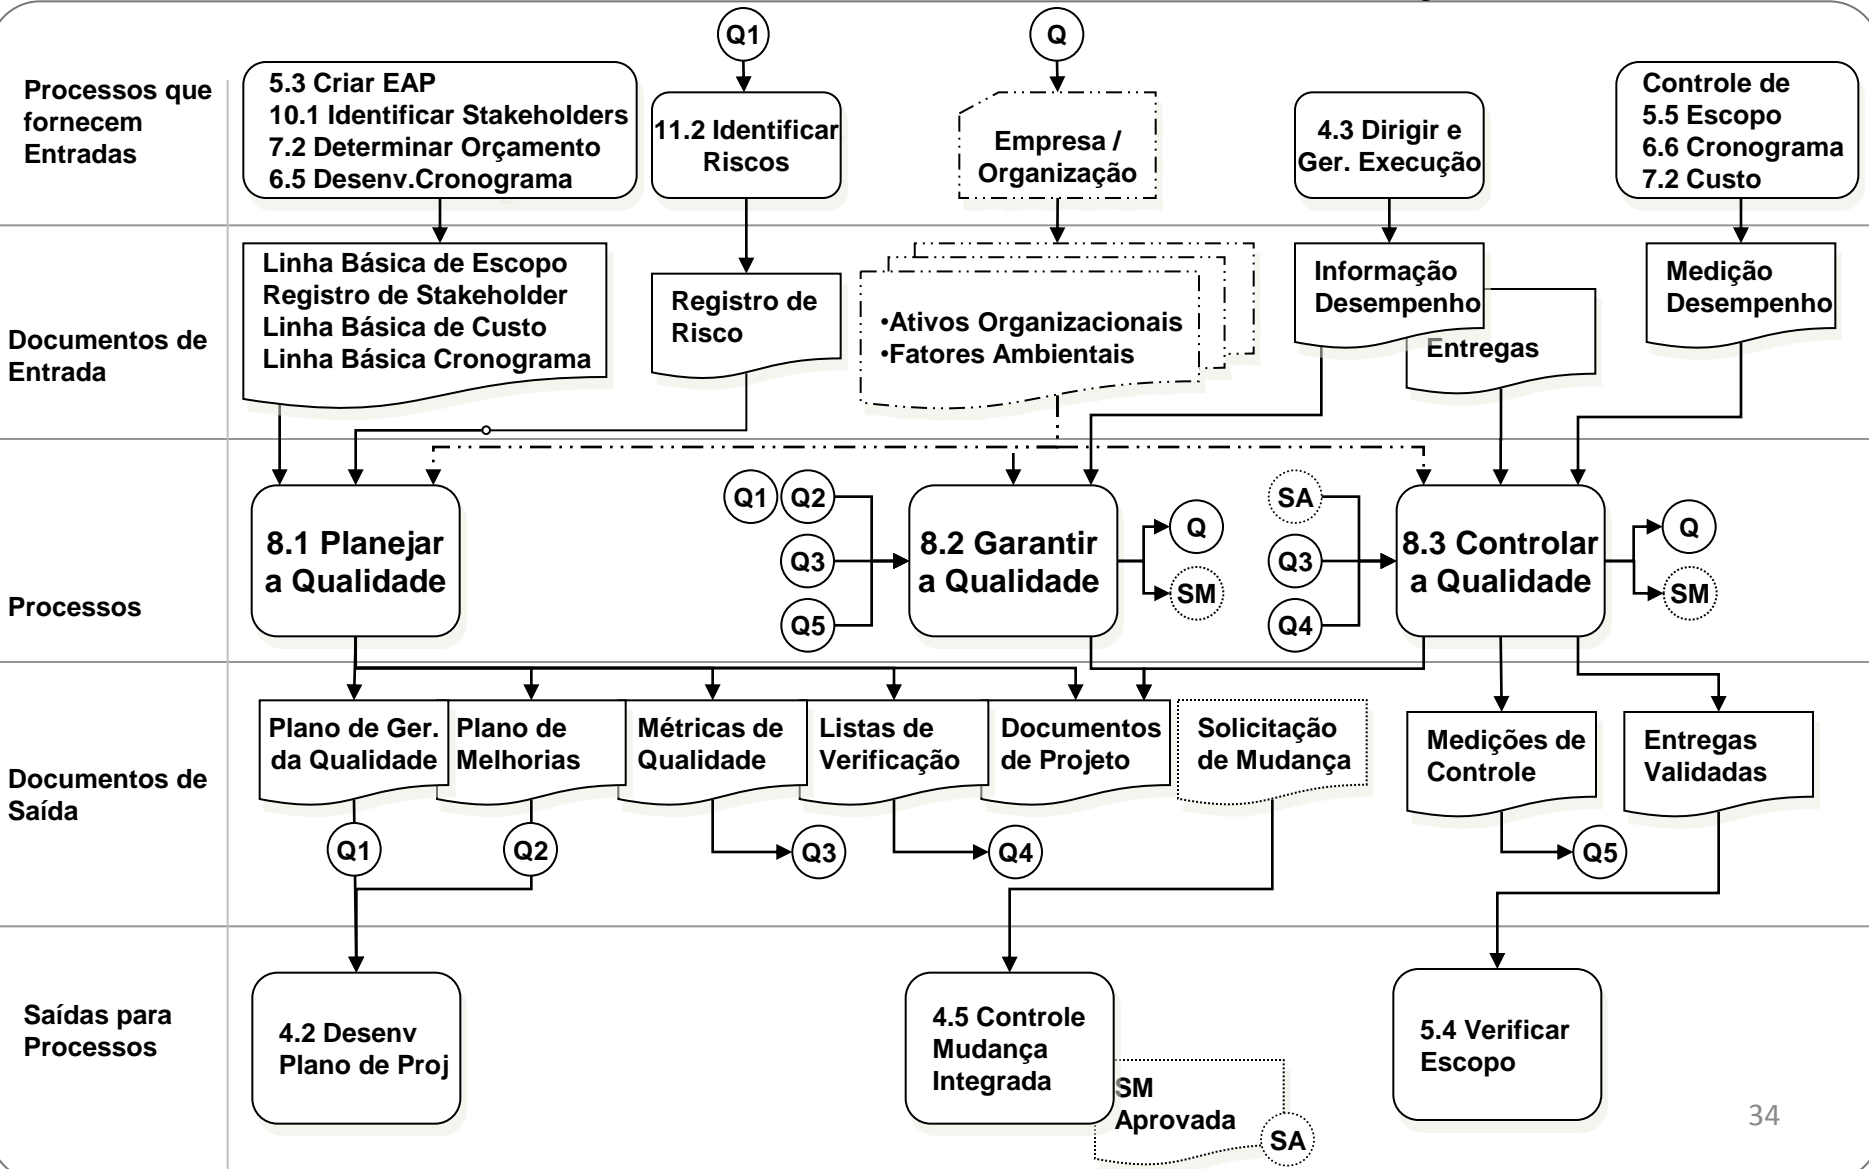 Q1
Q
Processos que
fornecem
Entradas
5.3 Criar EAP
10.1 Identificar Stakeholders
7.2 Determinar Orçamento
6.5 Desenv.Cronograma
11.2 Identificar
Riscos
Empresa /
Organização
4.3 Dirigir e
Ger. Execução
Controle de
5.5 Escopo
6.6 Cronograma
7.2 Custo
Documentos de
Entrada
Linha Básica de Escopo
Registro de Stakeholder
Linha Básica de Custo
Linha Básica Cronograma
Registro de
Risco
•Ativos Organizacionais
•Fatores Ambientais
Informação
Desempenho
Entregas
Medição
Desempenho
Processos
8.1 Planejar
a Qualidade
Q1
Q2
Q3
Q5
8.2 Garantir
a Qualidade
Q
SM
SA
Q3
Q4
8.3 Controlar
a Qualidade
Q
SM
Documentos de
Saída
Plano de Ger.
da Qualidade
Plano de
Melhorias
Métricas de
Qualidade
Listas de
Verificação
Documentos
de Projeto
Solicitação
de Mudança
Medições de
Controle
Entregas
Validadas
Q1
Q2
Q3
Q4
Q5
Saídas para
Processos
4.2 Desenv
Plano de Proj
4.5 Controle
Mudança
Integrada
SM
Aprovada
SA
5.4 Verificar
Escopo
34